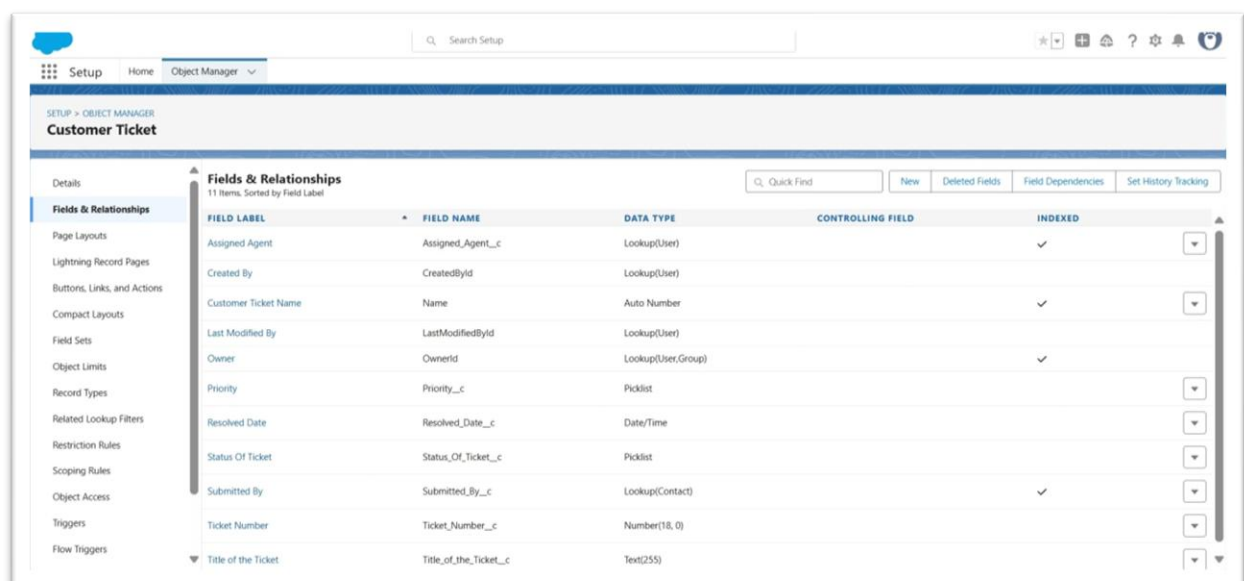 Search Setup
Setup Home Object Manager
SETUP > OBJECT MANAGER
Customer Ticket
Details
Fields & Relationships
Page Layouts
Lightning Record Pages
Buttons, Links, and Actions
Compact Layouts
Field Sets
Object Limits
Record Types
Related Lookup Filters
Restriction Rules
Scoping Rules
Object Access
Triggers
Flow Triggers
Fields & Relationships
11 Items, Sorted by Field Label
Quick Find New Deleted Fields Field Dependencies Set History Tracking
FIELD LABEL FIELD NAME DATA TYPE CONTROLLING FIELD INDEXED
Assigned Agent Assigned_Agent__c Lookup(User)
Created By CreatedById Lookup(User)
Customer Ticket Name Name Auto Number
Last Modified By LastModifiedById Lookup(User)
Owner OwnerId Lookup(User,Group)
Priority Priority__c Picklist
Resolved Date Resolved_Date__c Date/Time
Status Of Ticket Status_Of_Ticket__c Picklist
Submitted By Submitted_By__c Lookup(Contact)
Ticket Number Ticket_Number__c Number(18, 0)
Title of the Ticket Title_of_the_Ticket__c Text(255)